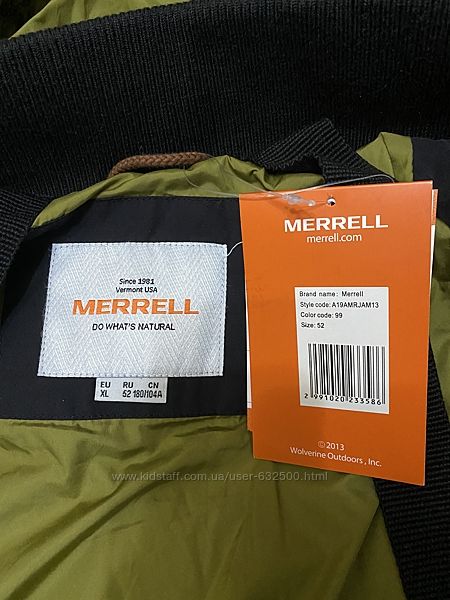 Since 1981
Vermont USA
MERRELL
DO WHAT'S NATURAL
EU RU CN
XL 52 180/104A
MERRELL
merrell.com
Brand name: Merrell
Style code: A19AMRJAM13
Color code: 99
Size: 52
2 991020 233586
©2013
Wolverine Outdoors, Inc.
www.kidstaff.com.ua/user-632500.html